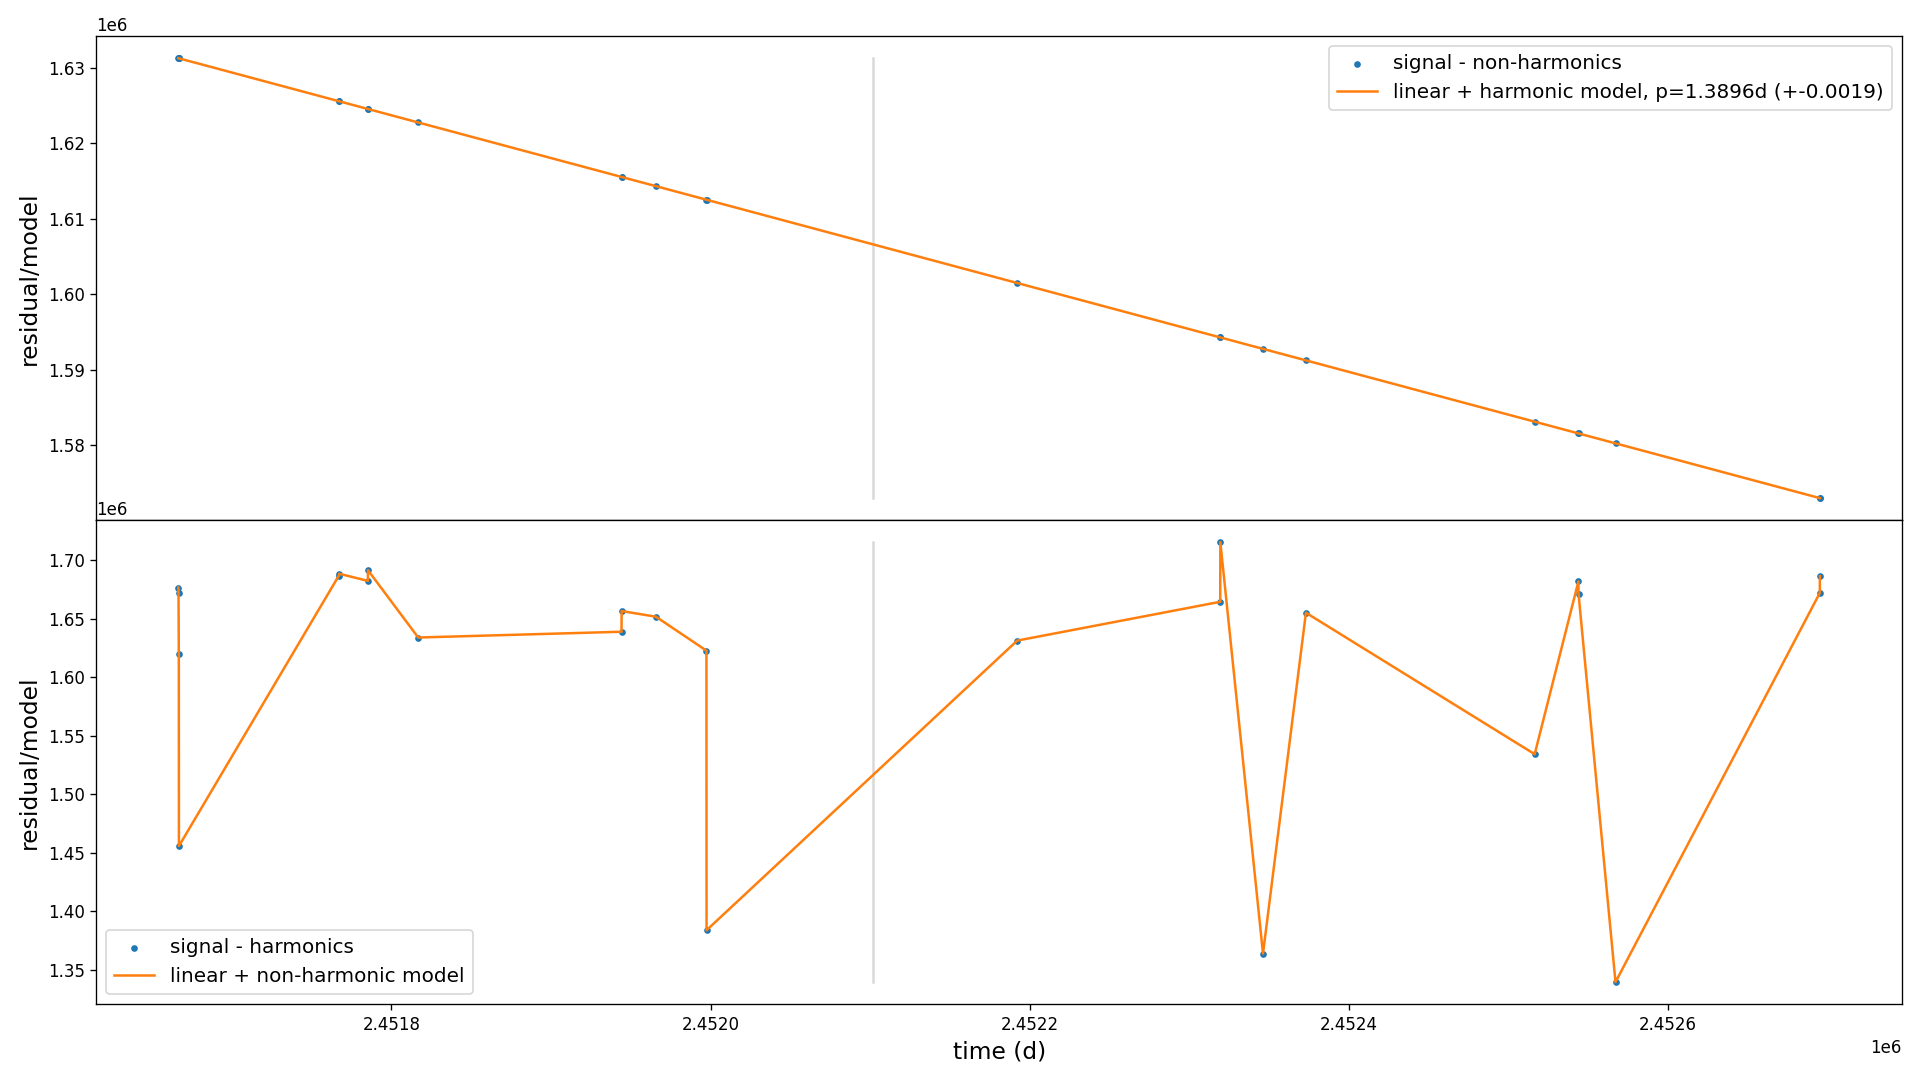 1e6
1.63
1.62
1.61
1.60
1.59
1.58
residual/model
signal - non-harmonics
linear + harmonic model, p=1.3896d (+-0.0019)
1e6
1.70
1.65
1.60
1.55
1.50
1.45
1.40
1.35
residual/model
signal - harmonics
linear + non-harmonic model
2.4518 2.4520 2.4522 2.4524 2.4526
time (d)
1e6